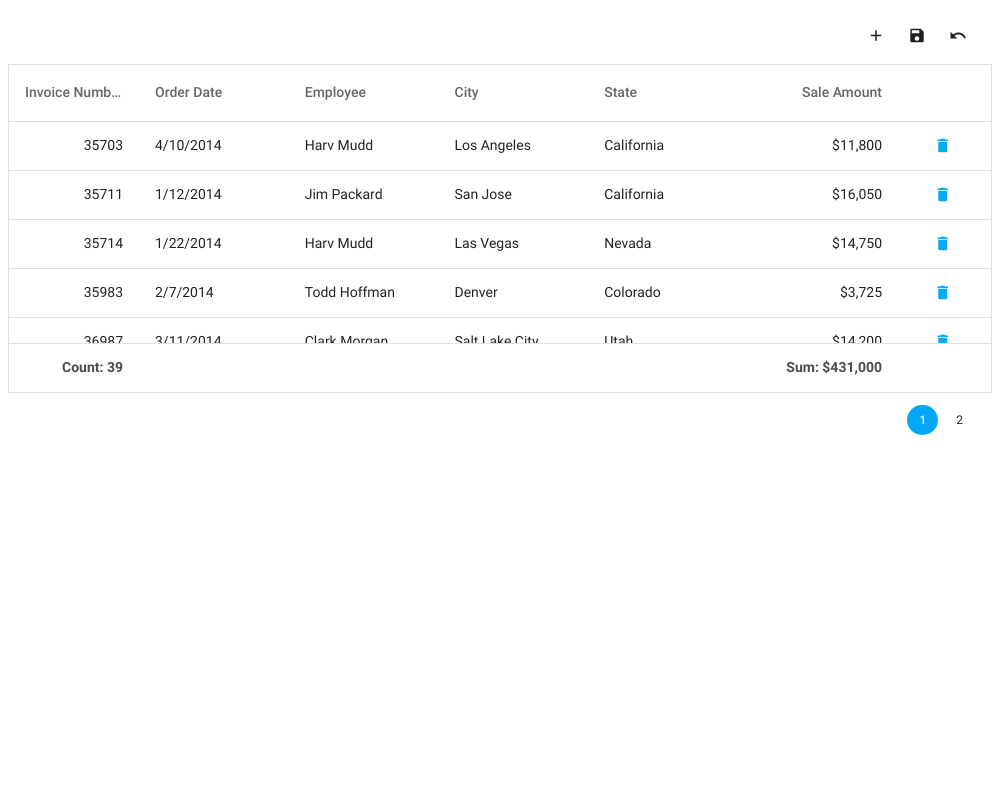 Invoice Numb... Order Date Employee City State Sale Amount
35703 4/10/2014 Harv Mudd Los Angeles California $11,800
35711 1/12/2014 Jim Packard San Jose California $16,050
35714 1/22/2014 Harv Mudd Las Vegas Nevada $14,750
35983 2/7/2014 Todd Hoffman Denver Colorado $3,725
36987 3/11/2014 Clark Morgan Salt Lake City Utah $14,200
Count: 39 Sum: $431,000
1 2